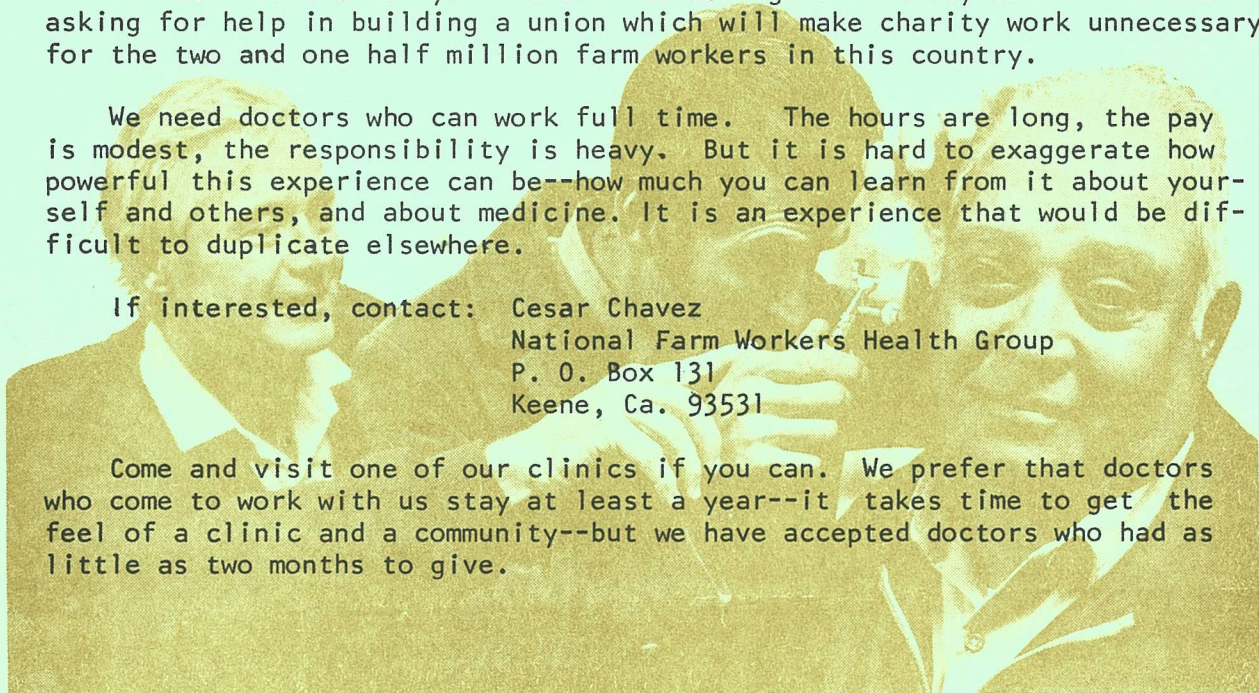 asking for help in building a union which will make charity work unnecessary
for the two and one half million farm workers in this country.
We need doctors who can work full time. The hours are long, the pay
is modest, the responsibility is heavy. But it is hard to exaggerate how
powerful this experience can be--how much you can learn from it about your-
self and others, and about medicine. It is an experience that would be dif-
ficult to duplicate elsewhere.
If interested, contact: Cesar Chavez
National Farm Workers Health Group
P. O. Box 131
Keene, Ca. 93531
Come and visit one of our clinics if you can. We prefer that doctors
who come to work with us stay at least a year--it takes time to get the
feel of a clinic and a community--but we have accepted doctors who had as
little as two months to give.